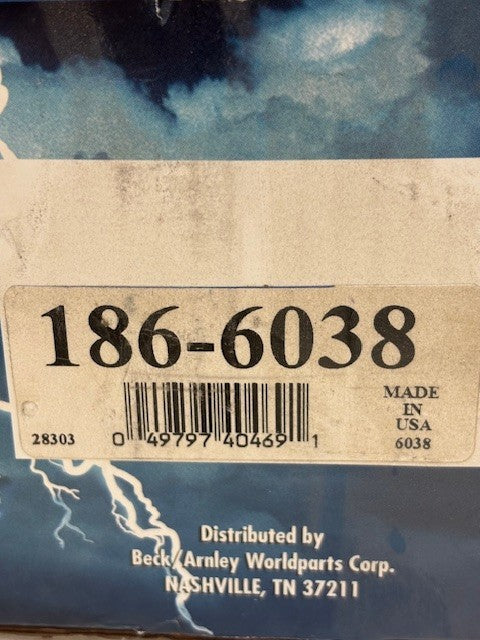 186-6038
28303
0 49797 40469 1
MADE
IN
USA
6038
Distributed by
Beck/Arnley Worldparts Corp.
NASHVILLE, TN 37211